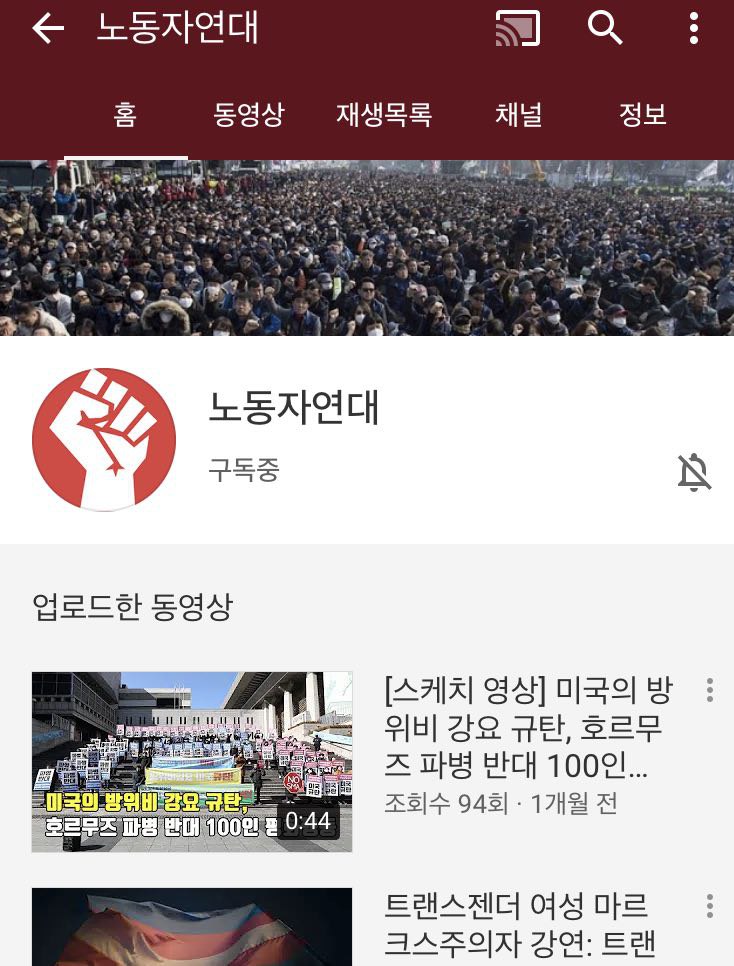 노동자연대
홈 동영상 재생목록 채널 정보
노동자연대
구독중
업로드한 동영상
미국의 방위비 강요 규탄,
호르무즈 파병 반대 100인
0:44
[스케치 영상] 미국의 방
위비 강요 규탄, 호르무
즈 파병 반대 100인...
조회수 94회 · 1개월 전
트랜스젠더 여성 마르
크스주의자 강연: 트랜